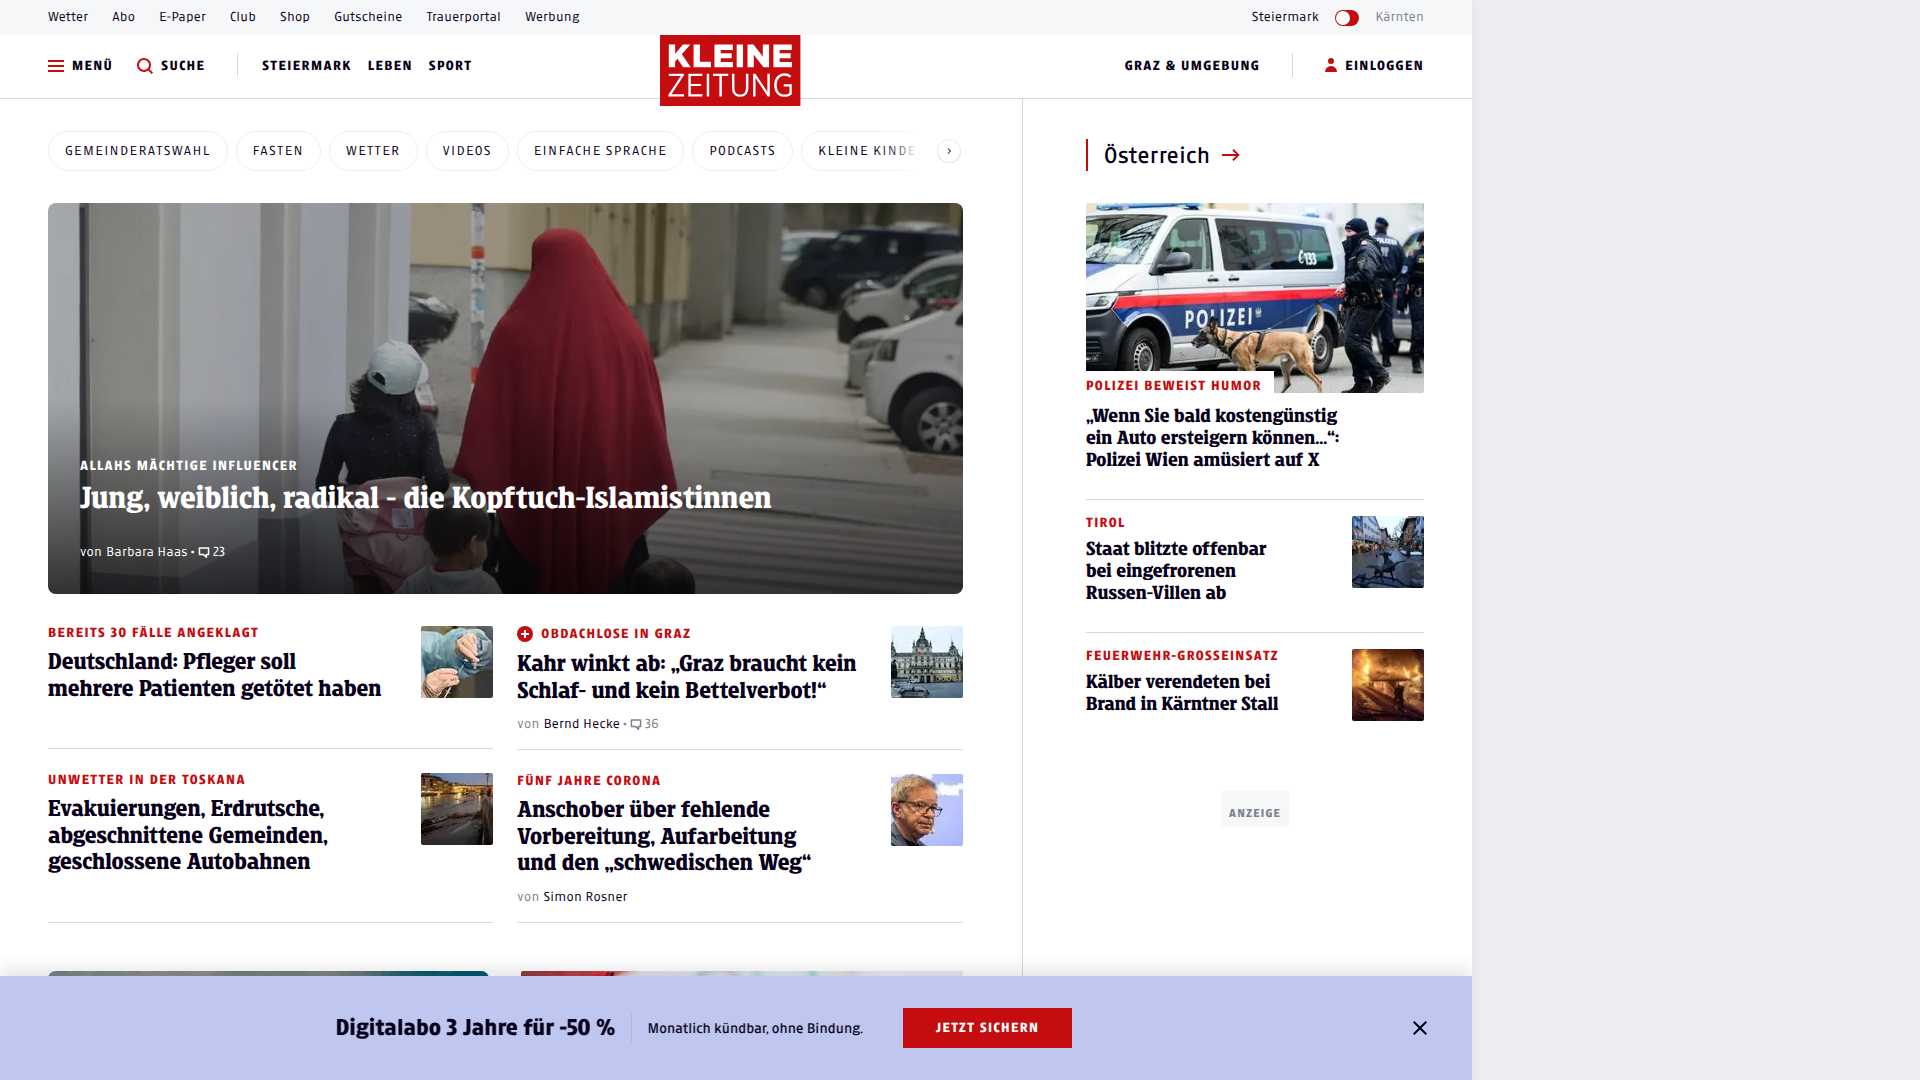 Wetter Abo E-Paper Club Shop Gutscheine Trauerportal Werbung Steiermark Kärnten
MENÜ SUCHE STEIERMARK LEBEN SPORT KLEINE ZEITUNG GRAZ & UMGEBUNG EINLOGGEN
GEMEINDERATSWAHL FASTEN WETTER VIDEOS EINFACHE SPRACHE PODCASTS KLEINE KINDE
ALLAHS MÄCHTIGE INFLUENCER
Jung, weiblich, radikal - die Kopftuch-Islamistinnen
von Barbara Haas • 23
BEREITS 30 FÄLLE ANGEKLAGT
Deutschland: Pfleger soll
mehrere Patienten getötet haben
OBDACHLOSE IN GRAZ
Kahr winkt ab: „Graz braucht kein
Schlaf- und kein Bettelverbot!“
von Bernd Hecke • 36
UNWETTER IN DER TOSKANA
Evakuierungen, Erdrutsche,
abgeschnittene Gemeinden,
geschlossene Autobahnen
FÜNF JAHRE CORONA
Anschober über fehlende
Vorbereitung, Aufarbeitung
und den „schwedischen Weg“
von Simon Rosner
Österreich
133
POLIZEI
POLIZEI BEWEIST HUMOR
„Wenn Sie bald kostengünstig
ein Auto ersteigern können...“:
Polizei Wien amüsiert auf X
TIROL
Staat blitzte offenbar
bei eingefrorenen
Russen-Villen ab
FEUERWEHR-GROSSEINSATZ
Kälber verendeten bei
Brand in Kärntner Stall
ANZEIGE
Digitalabo 3 Jahre für -50 %
Monatlich kündbar, ohne Bindung.
JETZT SICHERN